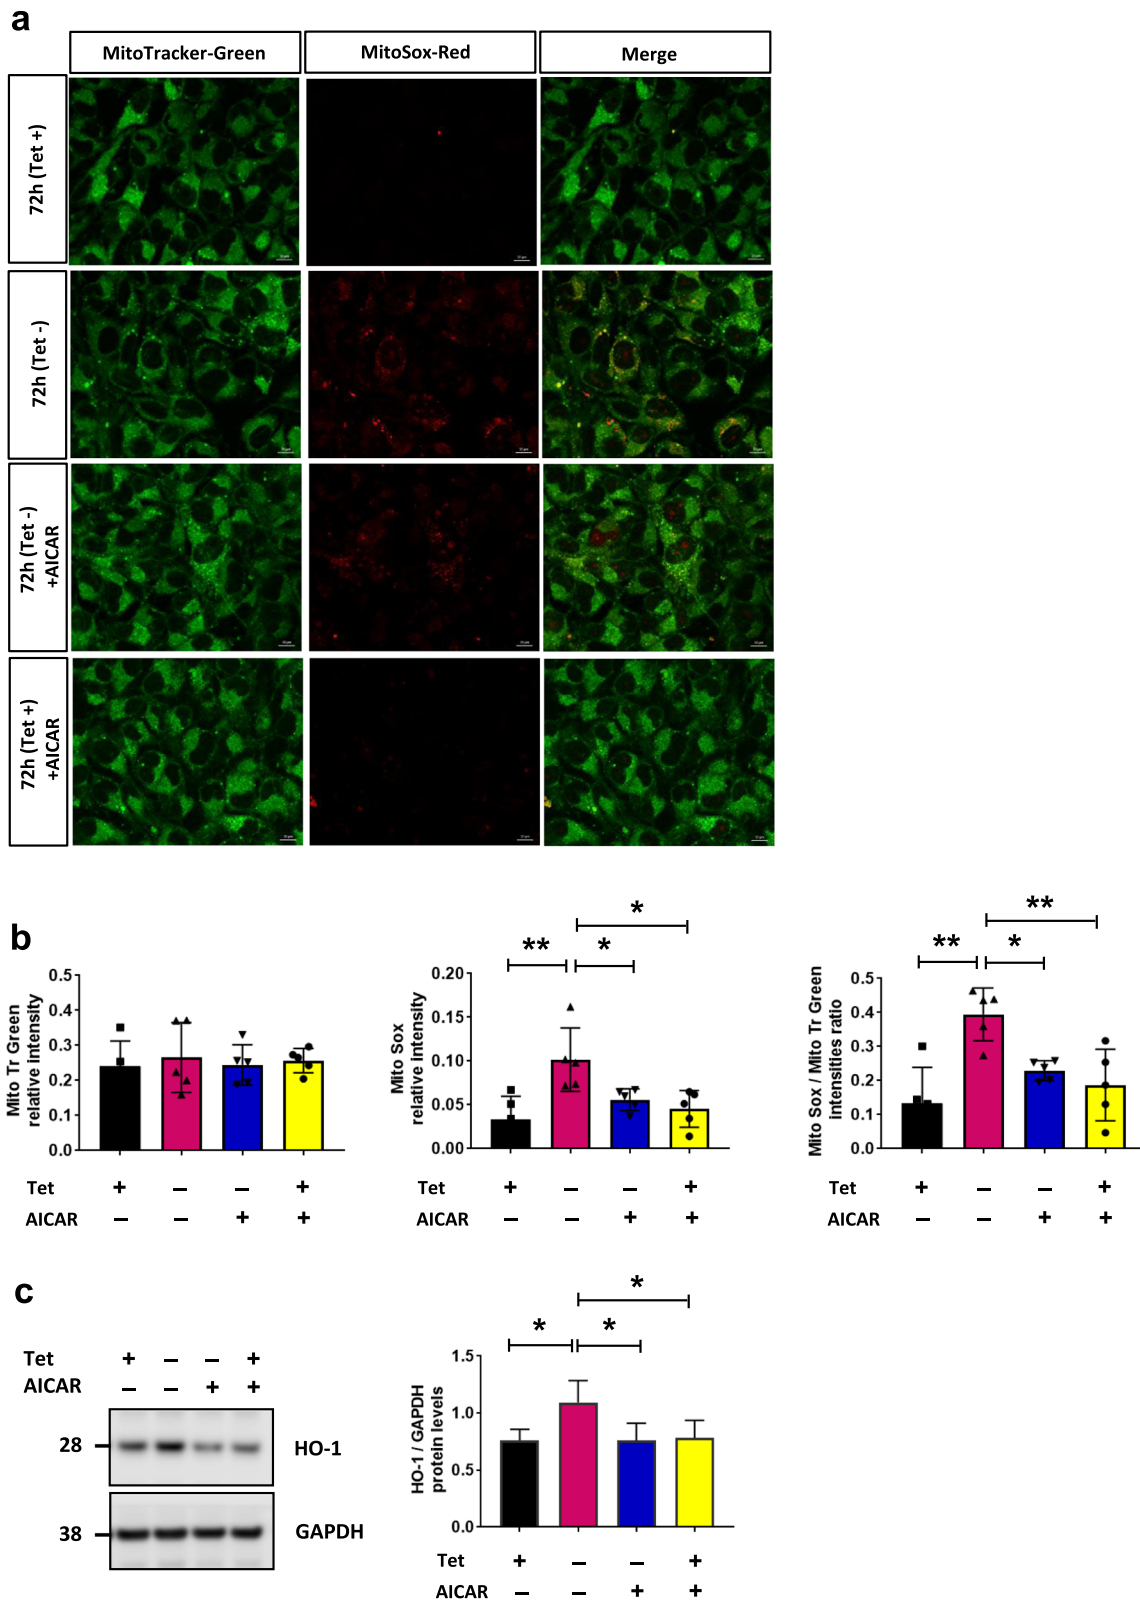 a
MitoTracker-Green
MitoSox-Red
Merge
72h (Tet +)
72h (Tet -)
72h (Tet -)
+AICAR
72h (Tet +)
+AICAR
b
Mito Tr Green
relative intensity
0.5
0.4
0.3
0.2
0.1
0.0
Tet + – – +
AICAR – – + +
Mito Sox
relative intensity
0.20
0.15
0.10
0.05
0.00
** * *
Tet + – – +
AICAR – – + +
Mito Sox / Mito Tr Green
intensities ratio
0.5
0.4
0.3
0.2
0.1
0.0
** * **
Tet + – – +
AICAR – – + +
c
Tet + – – +
AICAR – – + +
28 HO-1
38 GAPDH
HO-1 / GAPDH
protein levels
1.5
1.0
0.5
0.0
* * *
Tet + – – +
AICAR – – + +